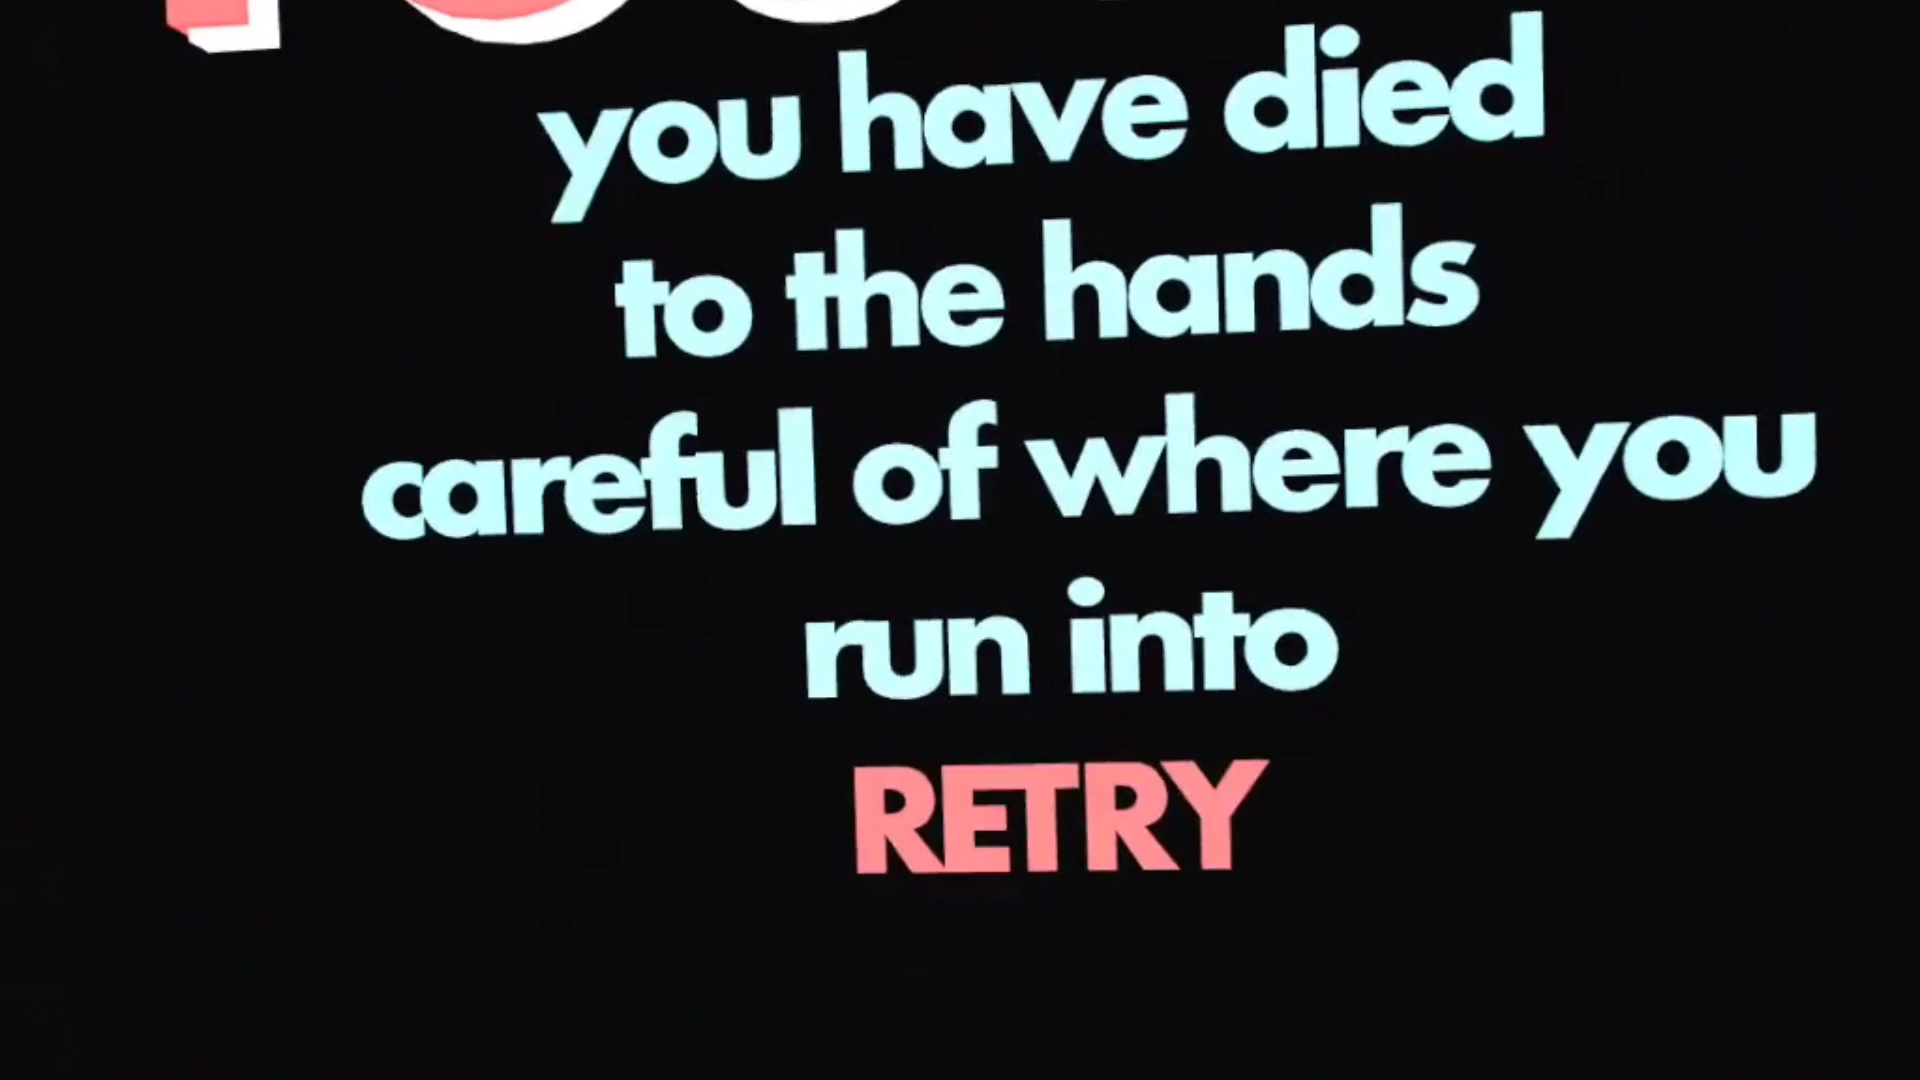 you have died
to the hands
careful of where you
run into
RETRY